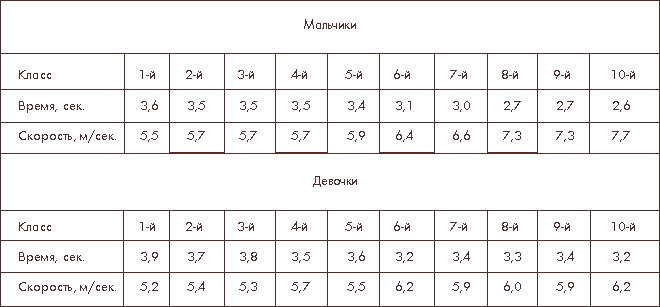 Мальчики
Класс 1-й 2-й 3-й 4-й 5-й 6-й 7-й 8-й 9-й 10-й
Время, сек. 3,6 3,5 3,5 3,5 3,4 3,1 3,0 2,7 2,7 2,6
Скорость, м/сек. 5,5 5,7 5,7 5,7 5,9 6,4 6,6 7,3 7,3 7,7
Девочки
Класс 1-й 2-й 3-й 4-й 5-й 6-й 7-й 8-й 9-й 10-й
Время, сек. 3,9 3,7 3,8 3,5 3,6 3,2 3,4 3,3 3,4 3,2
Скорость, м/сек. 5,2 5,4 5,3 5,7 5,5 6,2 5,9 6,0 5,9 6,2